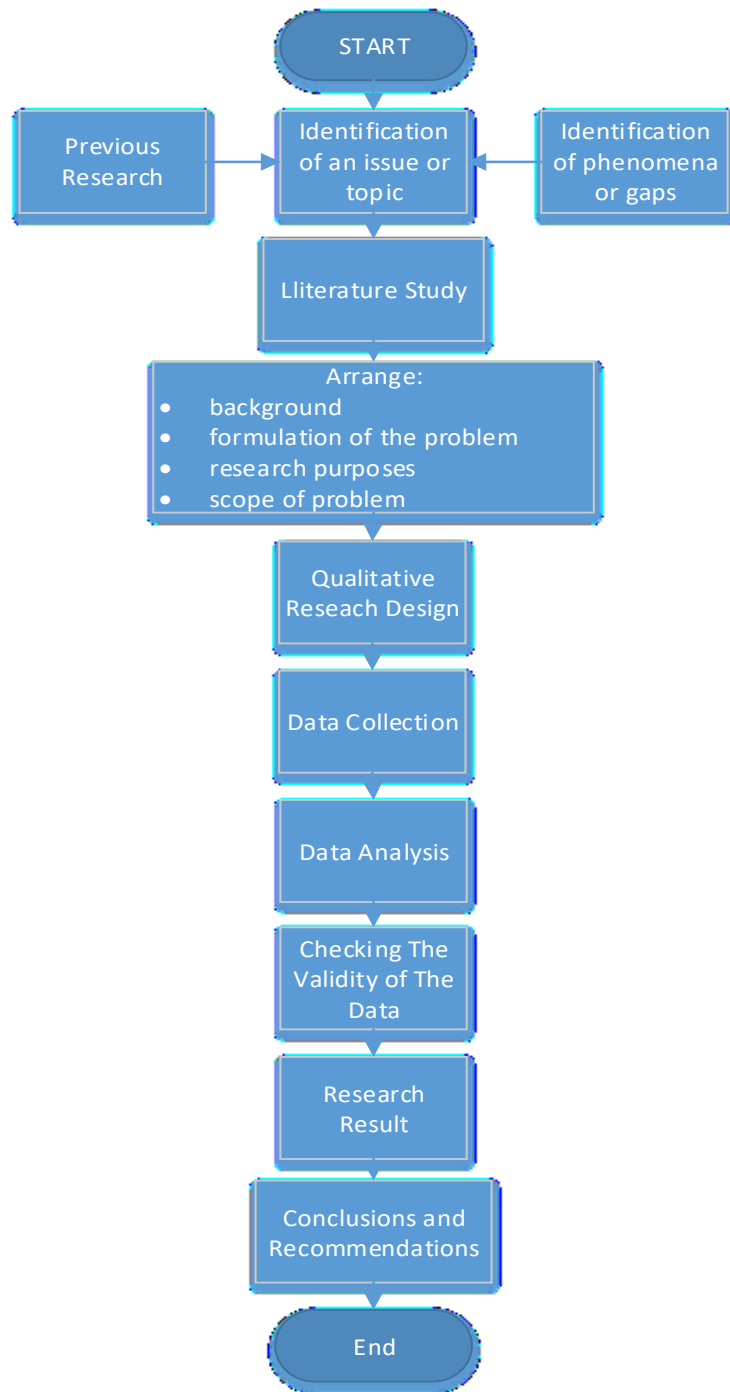 START
Previous
Research
Identification
of an issue or
topic
Identification
of phenomena
or gaps
Lliterature Study
Arrange:
• background
• formulation of the problem
• research purposes
• scope of problem
Qualitative
Reseach Design
Data Collection
Data Analysis
Checking The
Validity of The
Data
Research
Result
Conclusions and
Recommendations
End